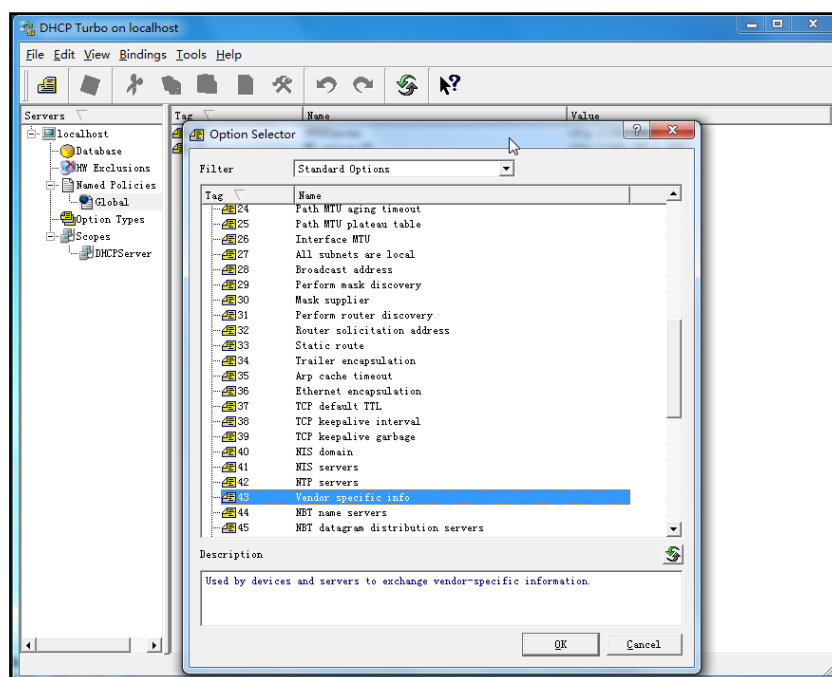 DHCP Turbo on localhost
File Edit View Bindings Tools Help
Servers
Tag Name Value
localhost
Database
HW Exclusions
Named Policies
Global
Option Types
Scopes
DHCPServer
Option Selector
Filter Standard Options
Tag Name
24 Path MTU aging timeout
25 Path MTU plateau table
26 Interface MTU
27 All subnets are local
28 Broadcast address
29 Perform mask discovery
30 Mask supplier
31 Perform router discovery
32 Router solicitation address
33 Static route
34 Trailer encapsulation
35 Arp cache timeout
36 Ethernet encapsulation
37 TCP default TTL
38 TCP keepalive interval
39 TCP keepalive garbage
40 NIS domain
41 NIS servers
42 NTP servers
43 Vendor specific info
44 NBT name servers
45 NBT datagram distribution servers
Description
Used by devices and servers to exchange vendor-specific information.
OK Cancel